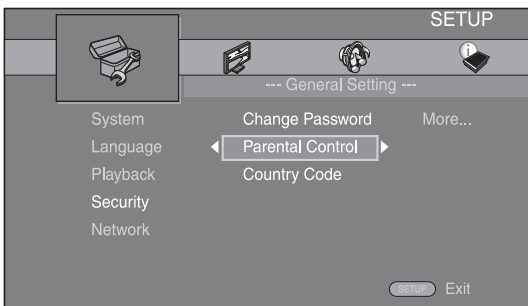 SETUP
--- General Setting ---
System
Change Password
More...
Language
Parental Control
Playback
Country Code
Security
Network
SETUP Exit